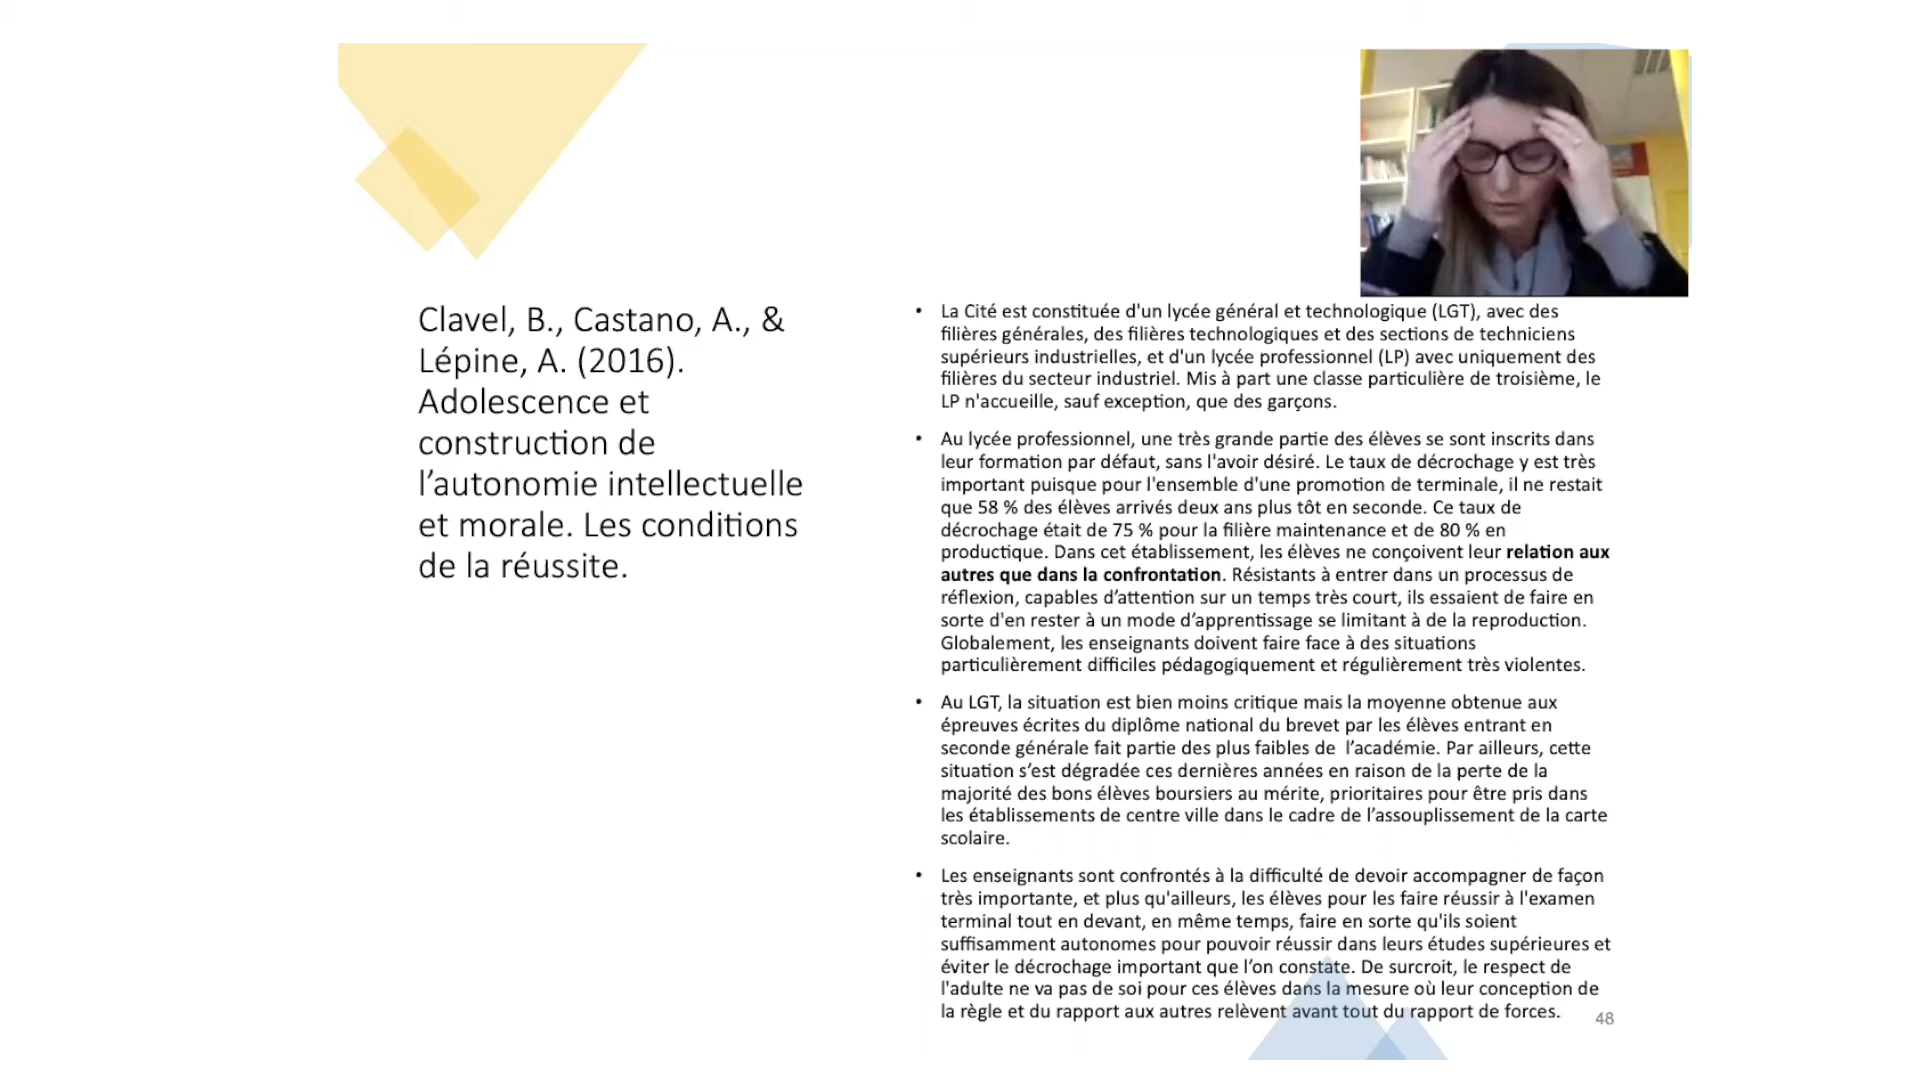 Clavel, B., Castano, A., &
Lépine, A. (2016).
Adolescence et
construction de
l’autonomie intellectuelle
et morale. Les conditions
de la réussite.
• La Cité est constituée d'un lycée général et technologique (LGT), avec des
filières générales, des filières technologiques et des sections de techniciens
supérieurs industrielles, et d'un lycée professionnel (LP) avec uniquement des
filières du secteur industriel. Mis à part une classe particulière de troisième, le
LP n'accueille, sauf exception, que des garçons.
• Au lycée professionnel, une très grande partie des élèves se sont inscrits dans
leur formation par défaut, sans l'avoir désiré. Le taux de décrochage y est très
important puisque pour l'ensemble d'une promotion de terminale, il ne restait
que 58 % des élèves arrivés deux ans plus tôt en seconde. Ce taux de
décrochage était de 75 % pour la filière maintenance et de 80 % en
productique. Dans cet établissement, les élèves ne conçoivent leur relation aux
autres que dans la confrontation. Résistants à entrer dans un processus de
réflexion, capables d’attention sur un temps très court, ils essaient de faire en
sorte d'en rester à un mode d’apprentissage se limitant à de la reproduction.
Globalement, les enseignants doivent faire face à des situations
particulièrement difficiles pédagogiquement et régulièrement très violentes.
• Au LGT, la situation est bien moins critique mais la moyenne obtenue aux
épreuves écrites du diplôme national du brevet par les élèves entrant en
seconde générale fait partie des plus faibles de l’académie. Par ailleurs, cette
situation s’est dégradée ces dernières années en raison de la perte de la
majorité des bons élèves boursiers au mérite, prioritaires pour être pris dans
les établissements de centre ville dans le cadre de l’assouplissement de la carte
scolaire.
• Les enseignants sont confrontés à la difficulté de devoir accompagner de façon
très importante, et plus qu'ailleurs, les élèves pour les faire réussir à l'examen
terminal tout en devant, en même temps, faire en sorte qu'ils soient
suffisamment autonomes pour pouvoir réussir dans leurs études supérieures et
éviter le décrochage important que l’on constate. De surcroit, le respect de
l'adulte ne va pas de soi pour ces élèves dans la mesure où leur conception de
la règle et du rapport aux autres relèvent avant tout du rapport de forces.
48